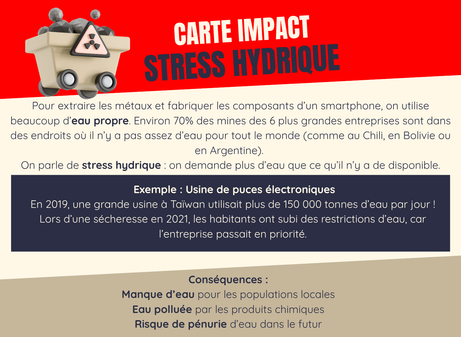 CARTE IMPACT
STRESS HYDRIQUE
Pour extraire les métaux et fabriquer les composants d'un smartphone, on utilise
beaucoup d'eau propre. Environ 70% des mines des 6 plus grandes entreprises sont dans
des endroits où il n'y a pas assez d'eau pour tout le monde (comme au Chili, en Bolivie ou
en Argentine).
On parle de stress hydrique : on demande plus d'eau que ce qu'il n'y a de disponible.
Exemple : Usine de puces électroniques
En 2019, une grande usine à Taïwan utilisait plus de 150 000 tonnes d'eau par jour !
Lors d'une sécheresse en 2021, les habitants ont subi des restrictions d'eau, car
l'entreprise passait en priorité.
Conséquences :
Manque d'eau pour les populations locales
Eau polluée par les produits chimiques
Risque de pénurie d'eau dans le futur